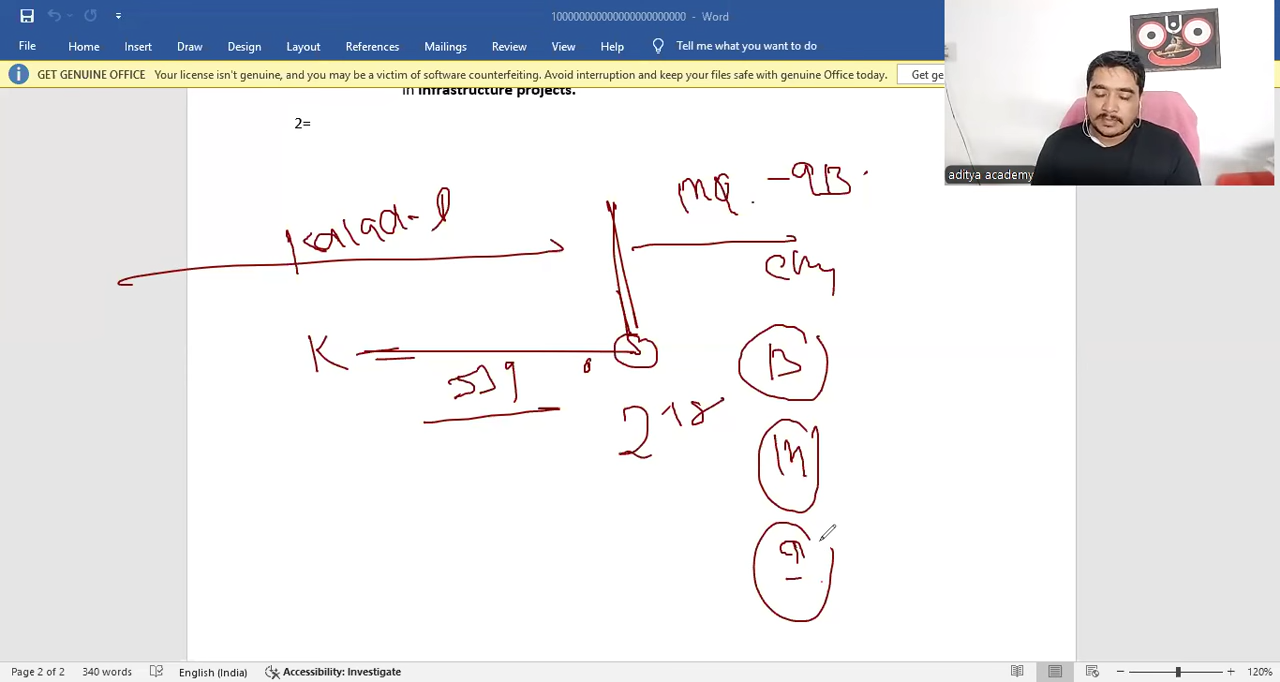 100000000000000000000000 - Word
File Home Insert Draw Design Layout References Mailings Review View Help Tell me what you want to do
GET GENUINE OFFICE Your license isn't genuine, and you may be a victim of software counterfeiting. Avoid interruption and keep your files safe with genuine Office today. Get ge
in infrastructure projects.
2=
aditya academy
K
539
B
M
Page 2 of 2 340 words English (India) Accessibility: Investigate 120%